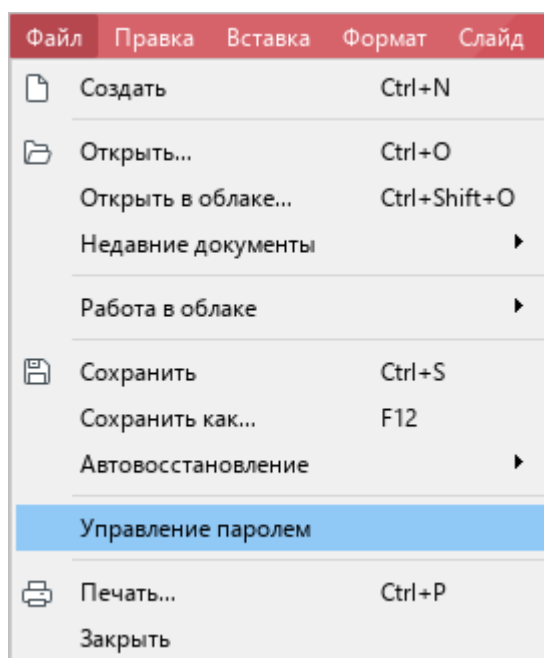 Файл Правка Вставка Формат Слайд
Создать Ctrl+N
Открыть... Ctrl+O
Открыть в облаке... Ctrl+Shift+O
Недавние документы
Работа в облаке
Сохранить Ctrl+S
Сохранить как... F12
Автовосстановление
Управление паролем
Печать... Ctrl+P
Закрыть